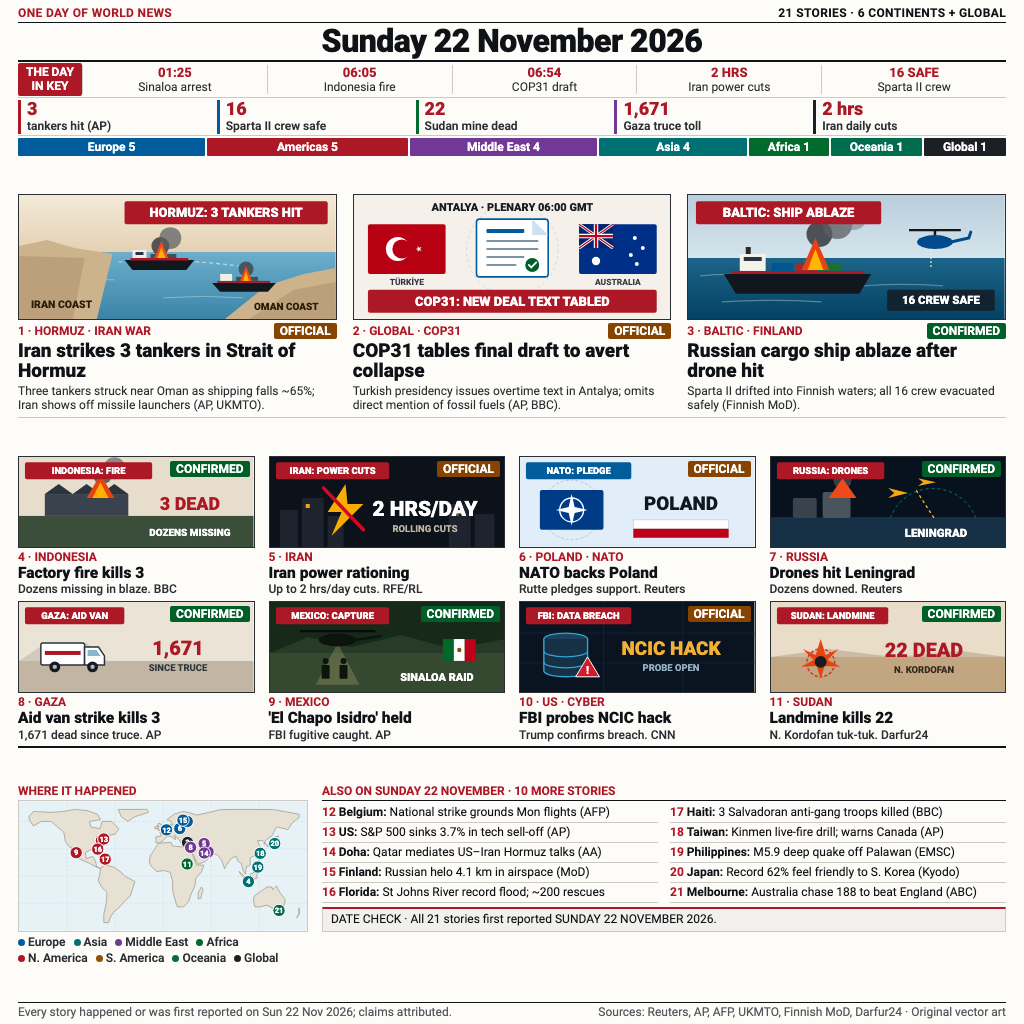 ONE DAY OF WORLD NEWS
21 STORIES · 6 CONTINENTS + GLOBAL
Sunday 22 November 2026
THE DAY
IN KEY
01:25
Sinaloa arrest
06:05
Indonesia fire
06:54
COP31 draft
2 HRS
Iran power cuts
16 SAFE
Sparta II crew
3
tankers hit (AP)
16
Sparta II crew safe
22
Sudan mine dead
1,671
Gaza truce toll
2 hrs
Iran daily cuts
Europe 5
Americas 5
Middle East 4
Asia 4
Africa 1
Oceania 1
Global 1
HORMUZ: 3 TANKERS HIT
IRAN COAST
OMAN COAST
1 · HORMUZ · IRAN WAR
OFFICIAL
Iran strikes 3 tankers in Strait of
Hormuz
Three tankers struck near Oman as shipping falls ~65%;
Iran shows off missile launchers (AP, UKMTO).
ANTALYA · PLENARY 06:00 GMT
TÜRKİYE
AUSTRALIA
COP31: NEW DEAL TEXT TABLED
2 · GLOBAL · COP31
OFFICIAL
COP31 tables final draft to avert
collapse
Turkish presidency issues overtime text in Antalya; omits
direct mention of fossil fuels (AP, BBC).
BALTIC: SHIP ABLAZE
16 CREW SAFE
3 · BALTIC · FINLAND
CONFIRMED
Russian cargo ship ablaze after
drone hit
Sparta II drifted into Finnish waters; all 16 crew evacuated
safely (Finnish MoD).
INDONESIA: FIRE
CONFIRMED
3 DEAD
DOZENS MISSING
4 · INDONESIA
Factory fire kills 3
Dozens missing in blaze. BBC
IRAN: POWER CUTS
OFFICIAL
2 HRS/DAY
ROLLING CUTS
5 · IRAN
Iran power rationing
Up to 2 hrs/day cuts. RFE/RL
NATO: PLEDGE
OFFICIAL
POLAND
6 · POLAND · NATO
NATO backs Poland
Rutte pledges support. Reuters
RUSSIA: DRONES
CONFIRMED
LENINGRAD
7 · RUSSIA
Drones hit Leningrad
Dozens downed. Reuters
GAZA: AID VAN
CONFIRMED
1,671
SINCE TRUCE
8 · GAZA
Aid van strike kills 3
1,671 dead since truce. AP
MEXICO: CAPTURE
CONFIRMED
SINALOA RAID
9 · MEXICO
'El Chapo Isidro' held
FBI fugitive caught. AP
FBI: DATA BREACH
OFFICIAL
NCIC HACK
PROBE OPEN
!
10 · US · CYBER
FBI probes NCIC hack
Trump confirms breach. CNN
SUDAN: LANDMINE
CONFIRMED
22 DEAD
N. KORDOFAN
11 · SUDAN
Landmine kills 22
N. Kordofan tuk-tuk. Darfur24
WHERE IT HAPPENED
15
12
6
13
16
9
17
8
5
14
11
20
18
19
4
21
Europe
Asia
Middle East
Africa
N. America
S. America
Oceania
Global
ALSO ON SUNDAY 22 NOVEMBER · 10 MORE STORIES
12 Belgium: National strike grounds Mon flights (AFP)
13 US: S&P 500 sinks 3.7% in tech sell-off (AP)
14 Doha: Qatar mediates US–Iran Hormuz talks (AA)
15 Finland: Russian helo 4.1 km in airspace (MoD)
16 Florida: St Johns River record flood; ~200 rescues
17 Haiti: 3 Salvadoran anti-gang troops killed (BBC)
18 Taiwan: Kinmen live-fire drill; warns Canada (AP)
19 Philippines: M5.9 deep quake off Palawan (EMSC)
20 Japan: Record 62% feel friendly to S. Korea (Kyodo)
21 Melbourne: Australia chase 188 to beat England (ABC)
DATE CHECK · All 21 stories first reported SUNDAY 22 NOVEMBER 2026.
Every story happened or was first reported on Sun 22 Nov 2026; claims attributed.
Sources: Reuters, AP, AFP, UKMTO, Finnish MoD, Darfur24 · Original vector art